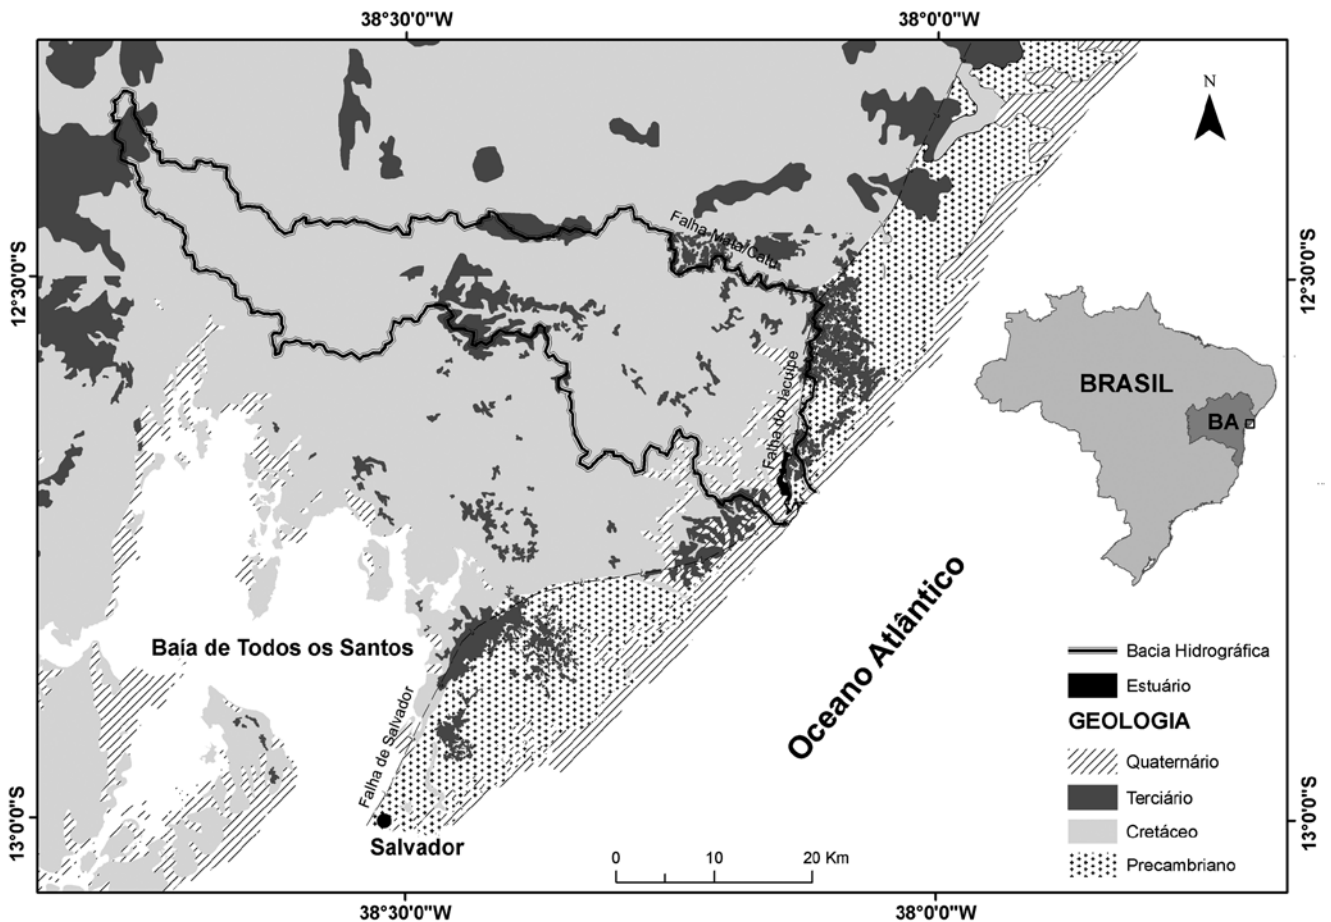 38°30'0"W
38°0'0"W
N
Falha Mata/Catu
12°30'0"S
12°30'0"S
Falha do Jacuípe
BRASIL
BA
Oceano Atlântico
Baía de Todos os Santos
Falha de Salvador
Bacia Hidrográfica
Estuário
GEOLOGIA
Quaternário
Terciário
Cretáceo
Precambriano
13°0'0"S
13°0'0"S
Salvador
0 10 20 Km
38°30'0"W
38°0'0"W